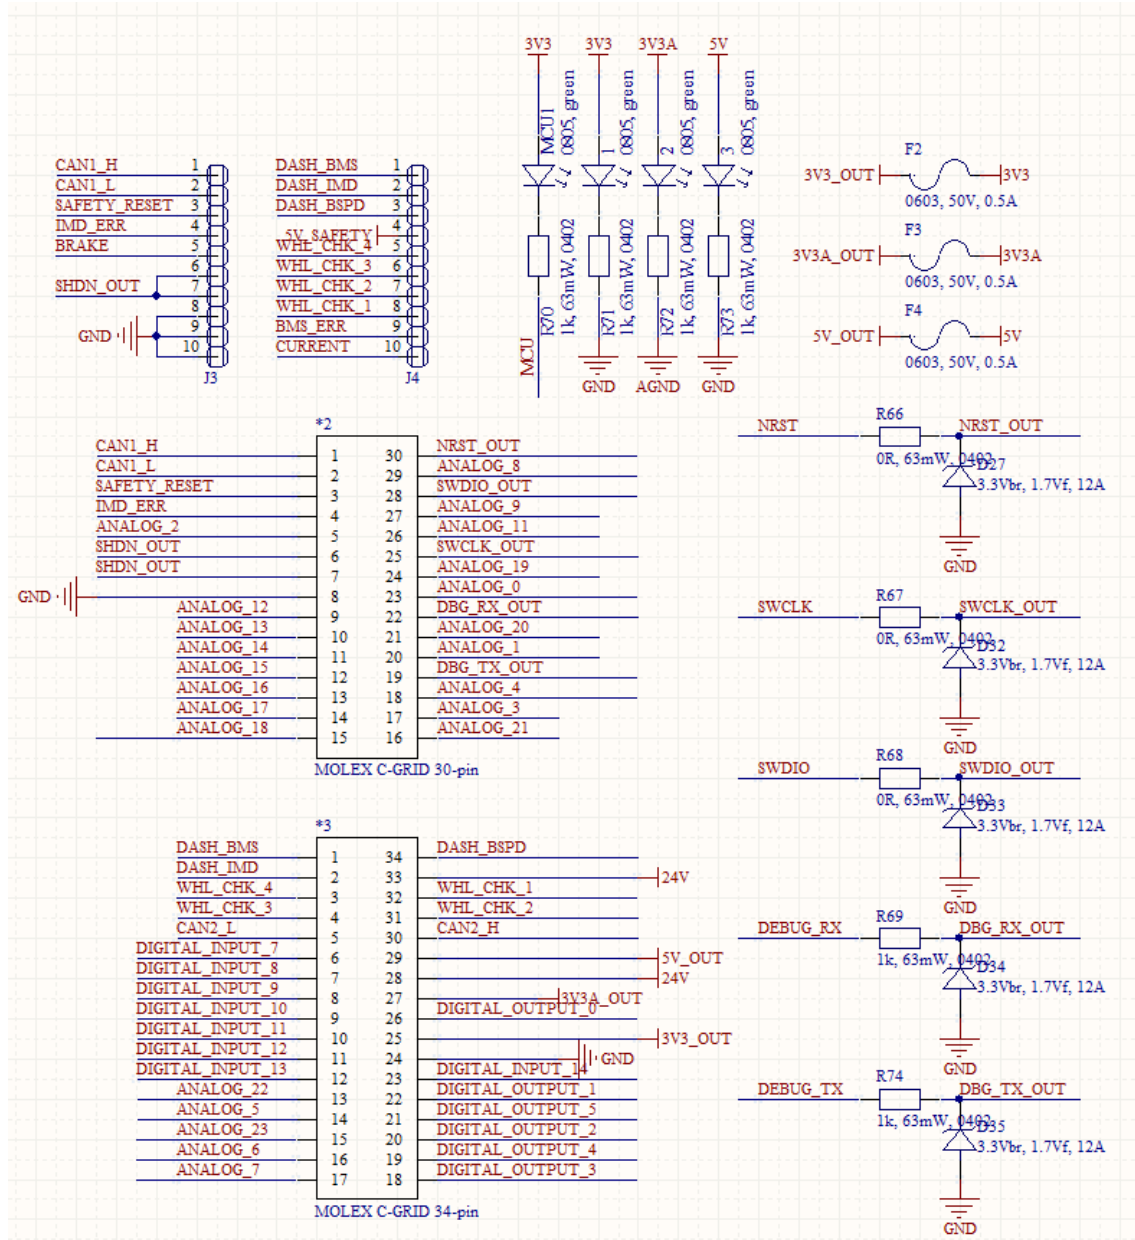 3V3
3V3
3V3A
5V
MCU1
0805, green
1
0805, green
2
0805, green
3
0805, green
R70
1k, 63mW, 0402
R71
1k, 63mW, 0402
R72
1k, 63mW, 0402
R73
1k, 63mW, 0402
MCU
GND
AGND
GND
CAN1_H 1
CAN1_L 2
SAFETY_RESET 3
IMD_ERR 4
BRAKE 5
6
SHDN_OUT 7
8
GND 9
10
J3
DASH_BMS 1
DASH_IMD 2
DASH_BSPD 3
5V_SAFETY 4
WHL_CHK_4 5
WHL_CHK_3 6
WHL_CHK_2 7
WHL_CHK_1 8
BMS_ERR 9
CURRENT 10
J4
F2
3V3_OUT 3V3
0603, 50V, 0.5A
F3
3V3A_OUT 3V3A
0603, 50V, 0.5A
F4
5V_OUT 5V
0603, 50V, 0.5A
*2
CAN1_H 1 30 NRST_OUT
CAN1_L 2 29 ANALOG_8
SAFETY_RESET 3 28 SWDIO_OUT
IMD_ERR 4 27 ANALOG_9
ANALOG_2 5 26 ANALOG_11
SHDN_OUT 6 25 SWCLK_OUT
SHDN_OUT 7 24 ANALOG_19
GND 8 23 ANALOG_0
ANALOG_12 9 22 DBG_RX_OUT
ANALOG_13 10 21 ANALOG_20
ANALOG_14 11 20 ANALOG_1
ANALOG_15 12 19 DBG_TX_OUT
ANALOG_16 13 18 ANALOG_4
ANALOG_17 14 17 ANALOG_3
ANALOG_18 15 16 ANALOG_21
MOLEX C-GRID 30-pin
*3
DASH_BMS 1 34 DASH_BSPD
DASH_IMD 2 33 24V
WHL_CHK_4 3 32 WHL_CHK_1
WHL_CHK_3 4 31 WHL_CHK_2
CAN2_L 5 30 CAN2_H
DIGITAL_INPUT_7 6 29 5V_OUT
DIGITAL_INPUT_8 7 28 24V
DIGITAL_INPUT_9 8 27 3V3A_OUT
DIGITAL_INPUT_10 9 26 DIGITAL_OUTPUT_0
DIGITAL_INPUT_11 10 25 3V3_OUT
DIGITAL_INPUT_12 11 24 GND
DIGITAL_INPUT_13 12 23 DIGITAL_INPUT_14
ANALOG_22 13 22 DIGITAL_OUTPUT_1
ANALOG_5 14 21 DIGITAL_OUTPUT_5
ANALOG_23 15 20 DIGITAL_OUTPUT_2
ANALOG_6 16 19 DIGITAL_OUTPUT_4
ANALOG_7 17 18 DIGITAL_OUTPUT_3
MOLEX C-GRID 34-pin
R66
NRST NRST_OUT
0R, 63mW, 0402
D27
3.3Vbr, 1.7Vf, 12A
GND
R67
SWCLK SWCLK_OUT
0R, 63mW, 0402
D32
3.3Vbr, 1.7Vf, 12A
GND
R68
SWDIO SWDIO_OUT
0R, 63mW, 0402
D33
3.3Vbr, 1.7Vf, 12A
GND
R69
DEBUG_RX DBG_RX_OUT
1k, 63mW, 0402
D34
3.3Vbr, 1.7Vf, 12A
GND
R74
DEBUG_TX DBG_TX_OUT
1k, 63mW, 0402
D35
3.3Vbr, 1.7Vf, 12A
GND